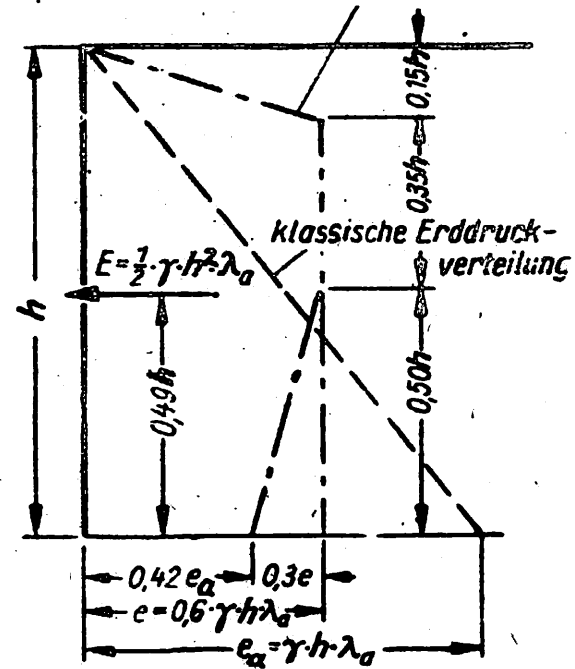 0,15h
0,35h
klassische Erddruck-
verteilung
E=½·γ·h²·λₐ
h
0,49h
0,50h
0,42 eₐ
0,3e
e=0,6·γ·h·λₐ
eₐ=γ·h·λₐ